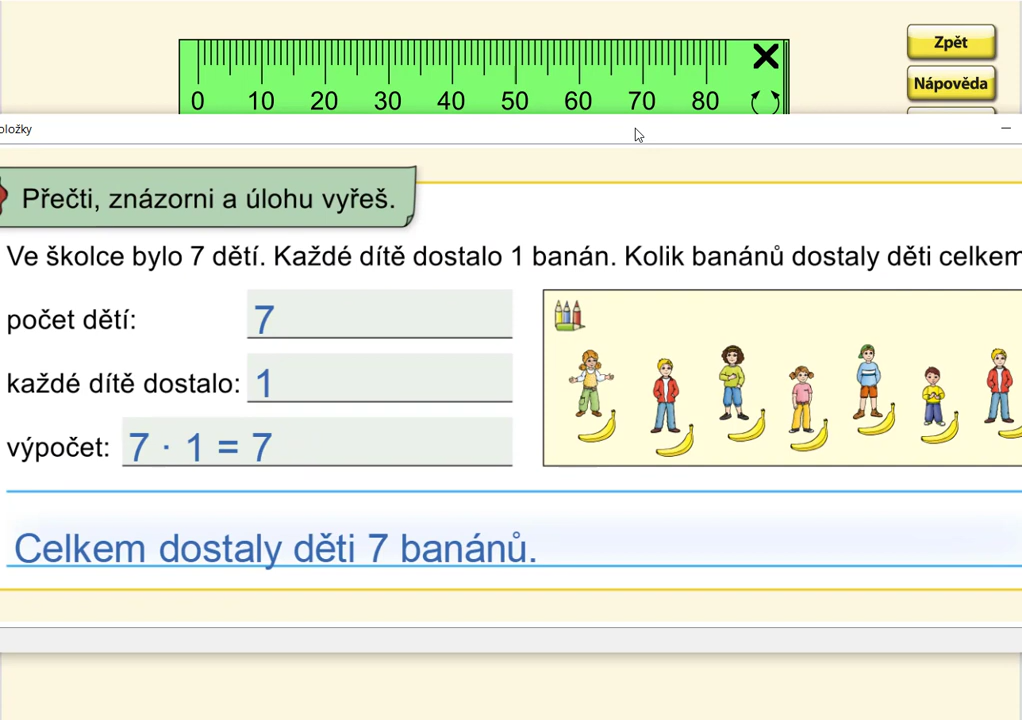 Zpět
Nápověda
0 10 20 30 40 50 60 70 80
oložky
Přečti, znázorni a úlohu vyřeš.
Ve školce bylo 7 dětí. Každé dítě dostalo 1 banán. Kolik banánů dostaly děti celkem
počet dětí: 7
každé dítě dostalo: 1
výpočet: 7 · 1 = 7
Celkem dostaly děti 7 banánů.